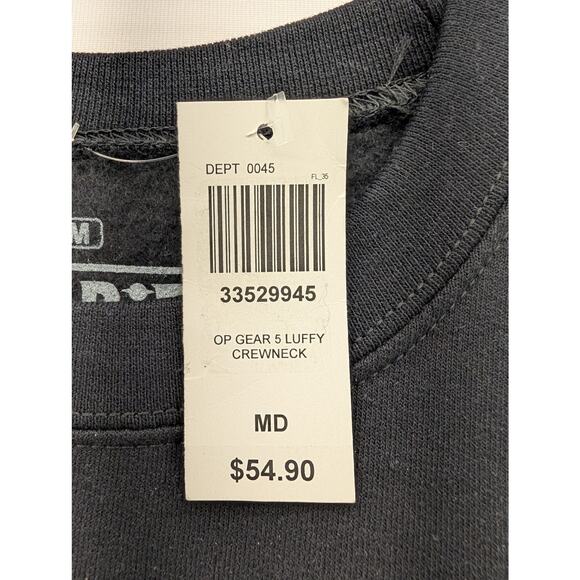 DEPT 0045
FL_35
33529945
OP GEAR 5 LUFFY
CREWNECK
MD
$54.90
M